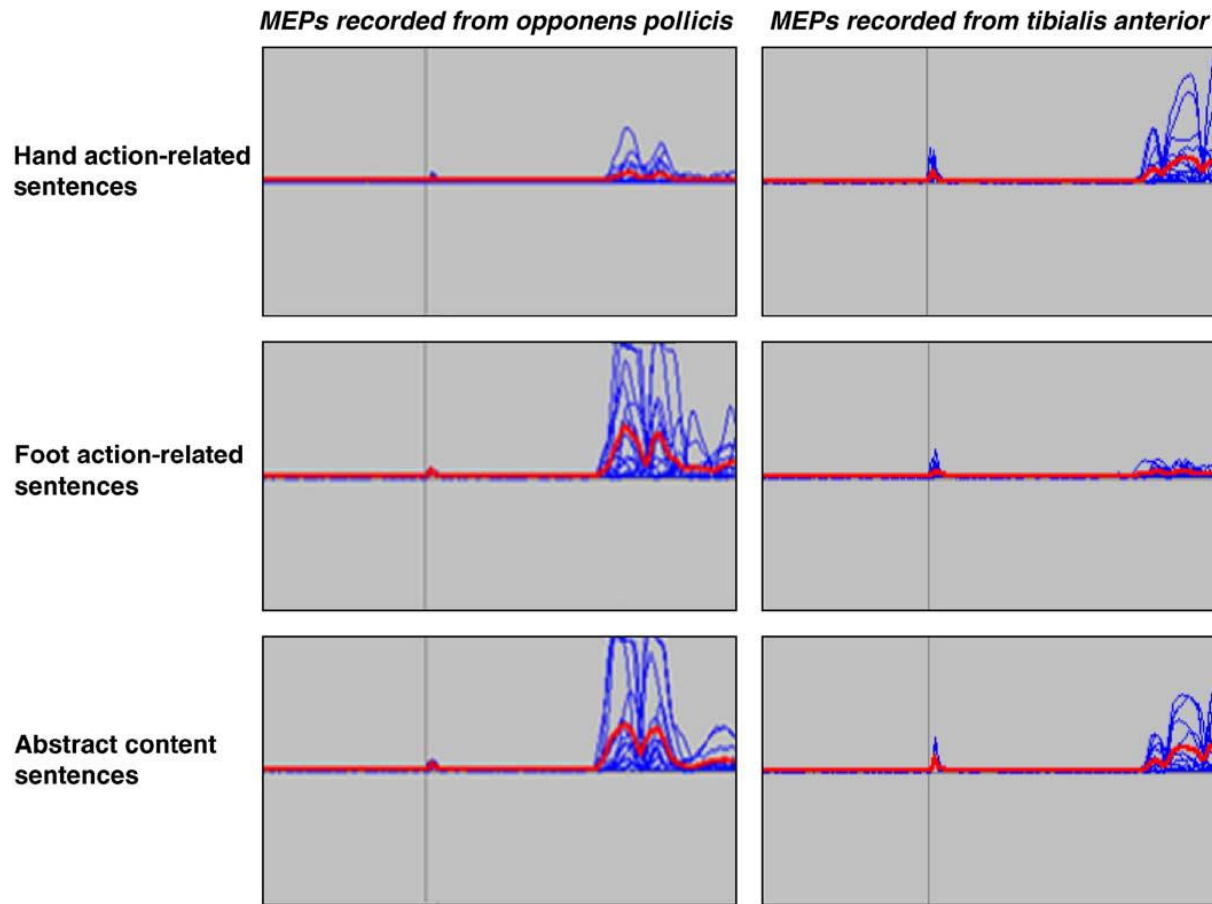 MEPs recorded from opponens pollicis
MEPs recorded from tibialis anterior
Hand action-related
sentences
Foot action-related
sentences
Abstract content
sentences